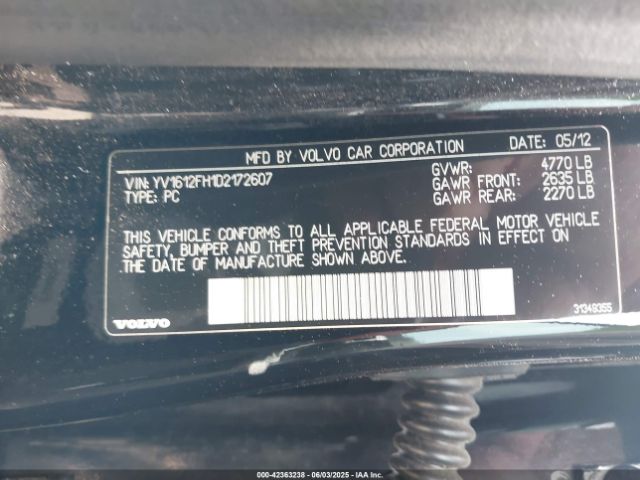 MFD BY VOLVO CAR CORPORATION DATE: 05/12
VIN: YV1612FH1D2172607 GVWR: 4770 LB
TYPE: PC GAWR FRONT: 2635 LB
GAWR REAR: 2270 LB
THIS VEHICLE CONFORMS TO ALL APPLICABLE FEDERAL MOTOR VEHICLE
SAFETY, BUMPER AND THEFT PREVENTION STANDARDS IN EFFECT ON
THE DATE OF MANUFACTURE SHOWN ABOVE.
VOLVO 31349355
000-42363238 - 06/03/2025 - IAAI.COM